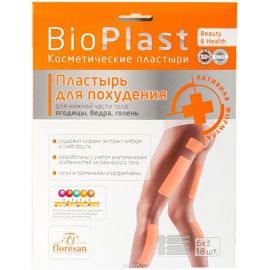 BioPlast
Косметические пластыри
Beauty & Health
100%
Пластырь
для похудения
для нижней части тела:
ягодицы, бедра, голень
АКТИВНАЯ ФОРМУЛА
содержит кофеин, экстракт имбиря
и грейпфрута
разработаны с учетом анатомических
особенностей человеческого тела
легки в применении и эффективны
floresan
6x3
18 шт.